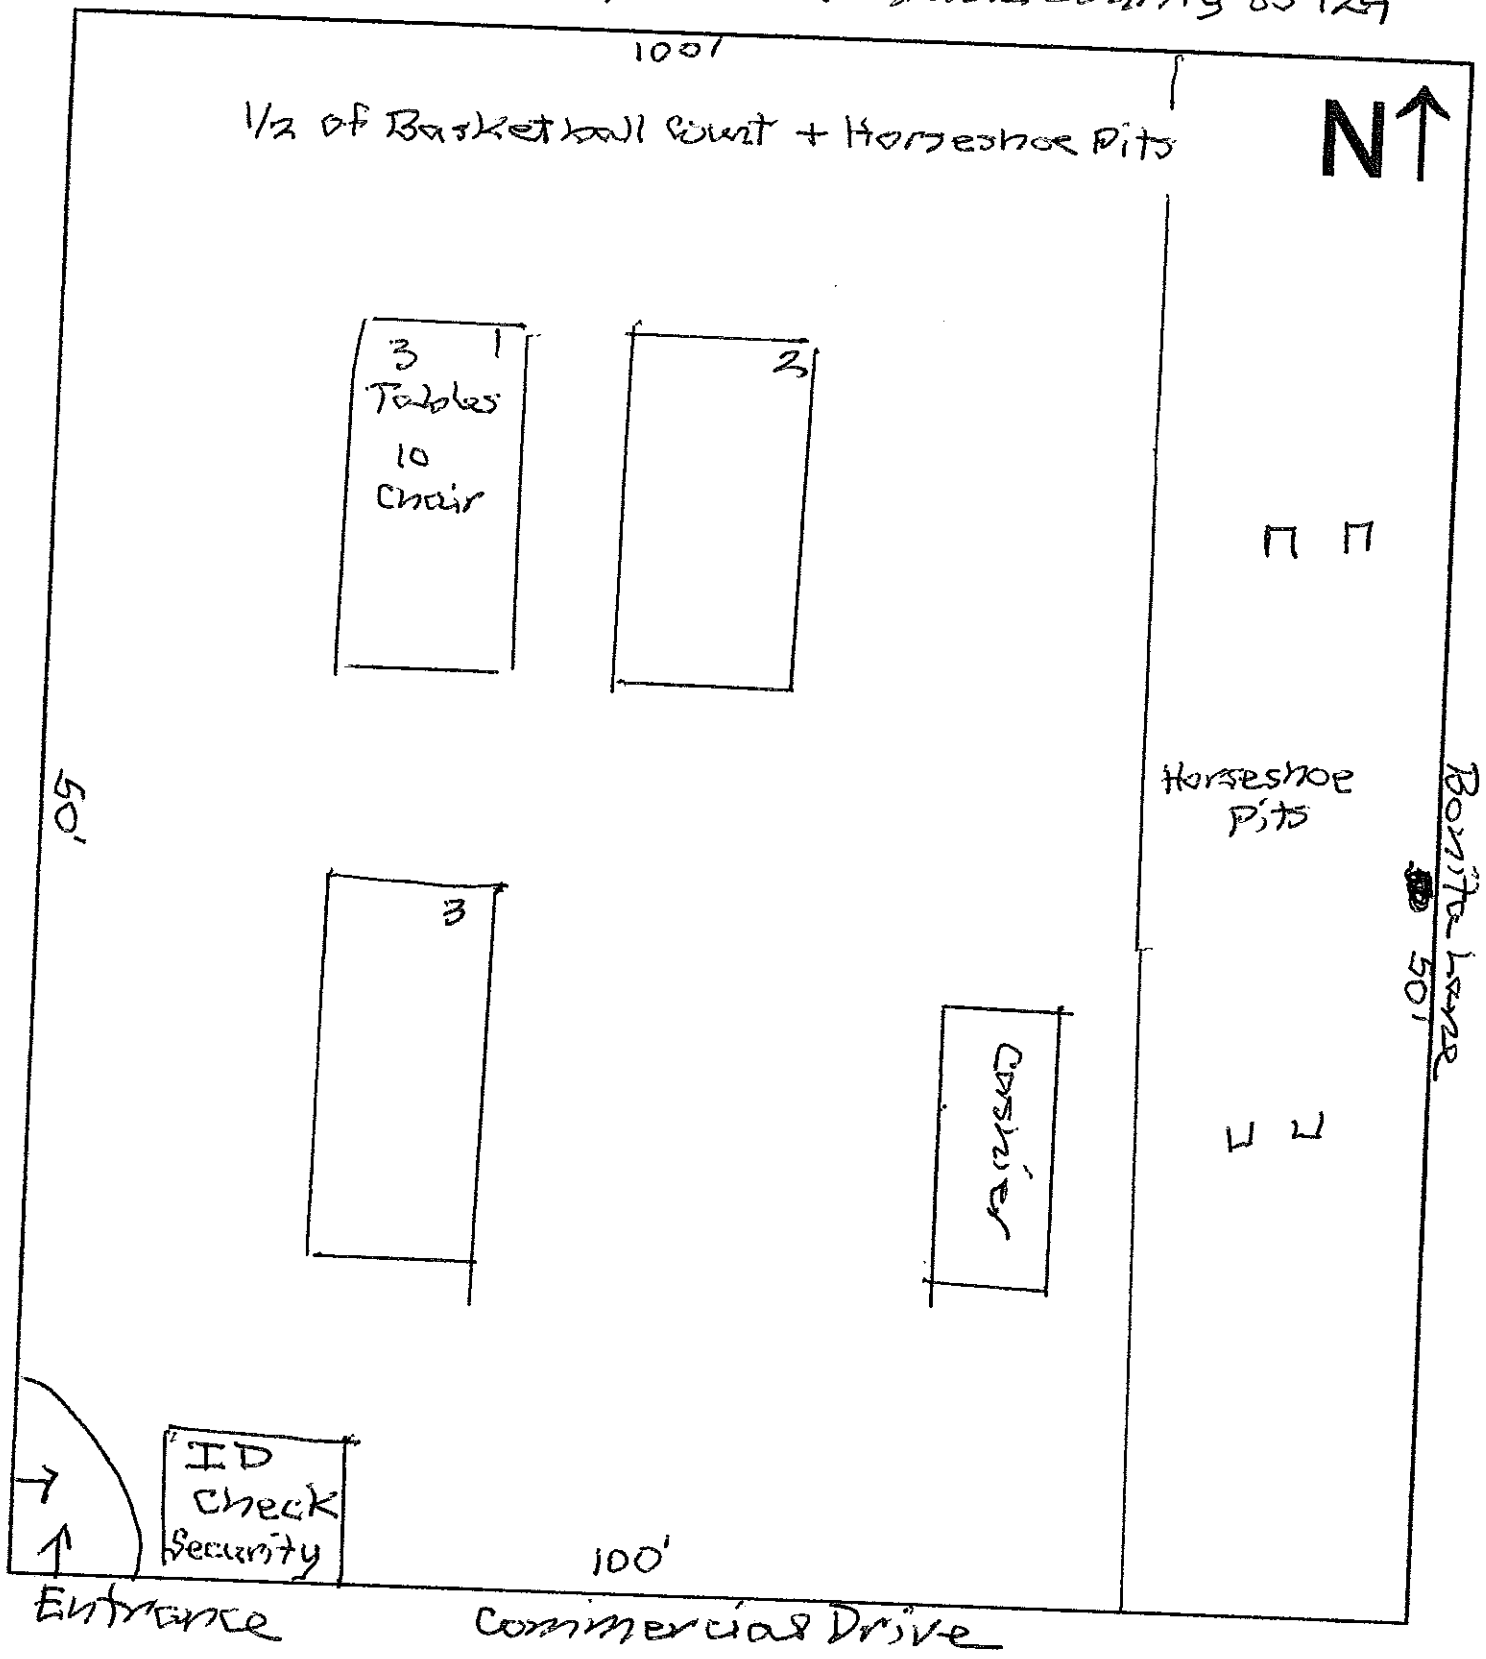 100'
1/2 of Basketball Court + Horseshoe Pits
N
3
1
Tables
10
Chair
2
50'
Horseshoe
Pits
Bonita Lane
50'
3
Cashier
ID
Check
Security
100'
Entrance
Commercial Drive